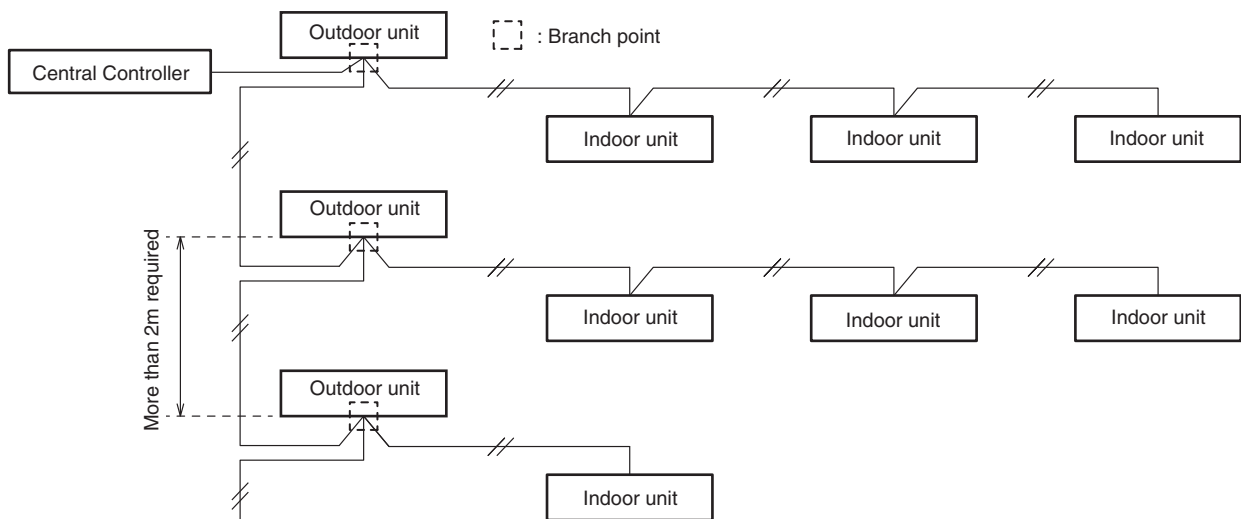 Outdoor unit
: Branch point
Central Controller
Indoor unit
Indoor unit
Indoor unit
Outdoor unit
More than 2m required
Indoor unit
Indoor unit
Indoor unit
Outdoor unit
Indoor unit